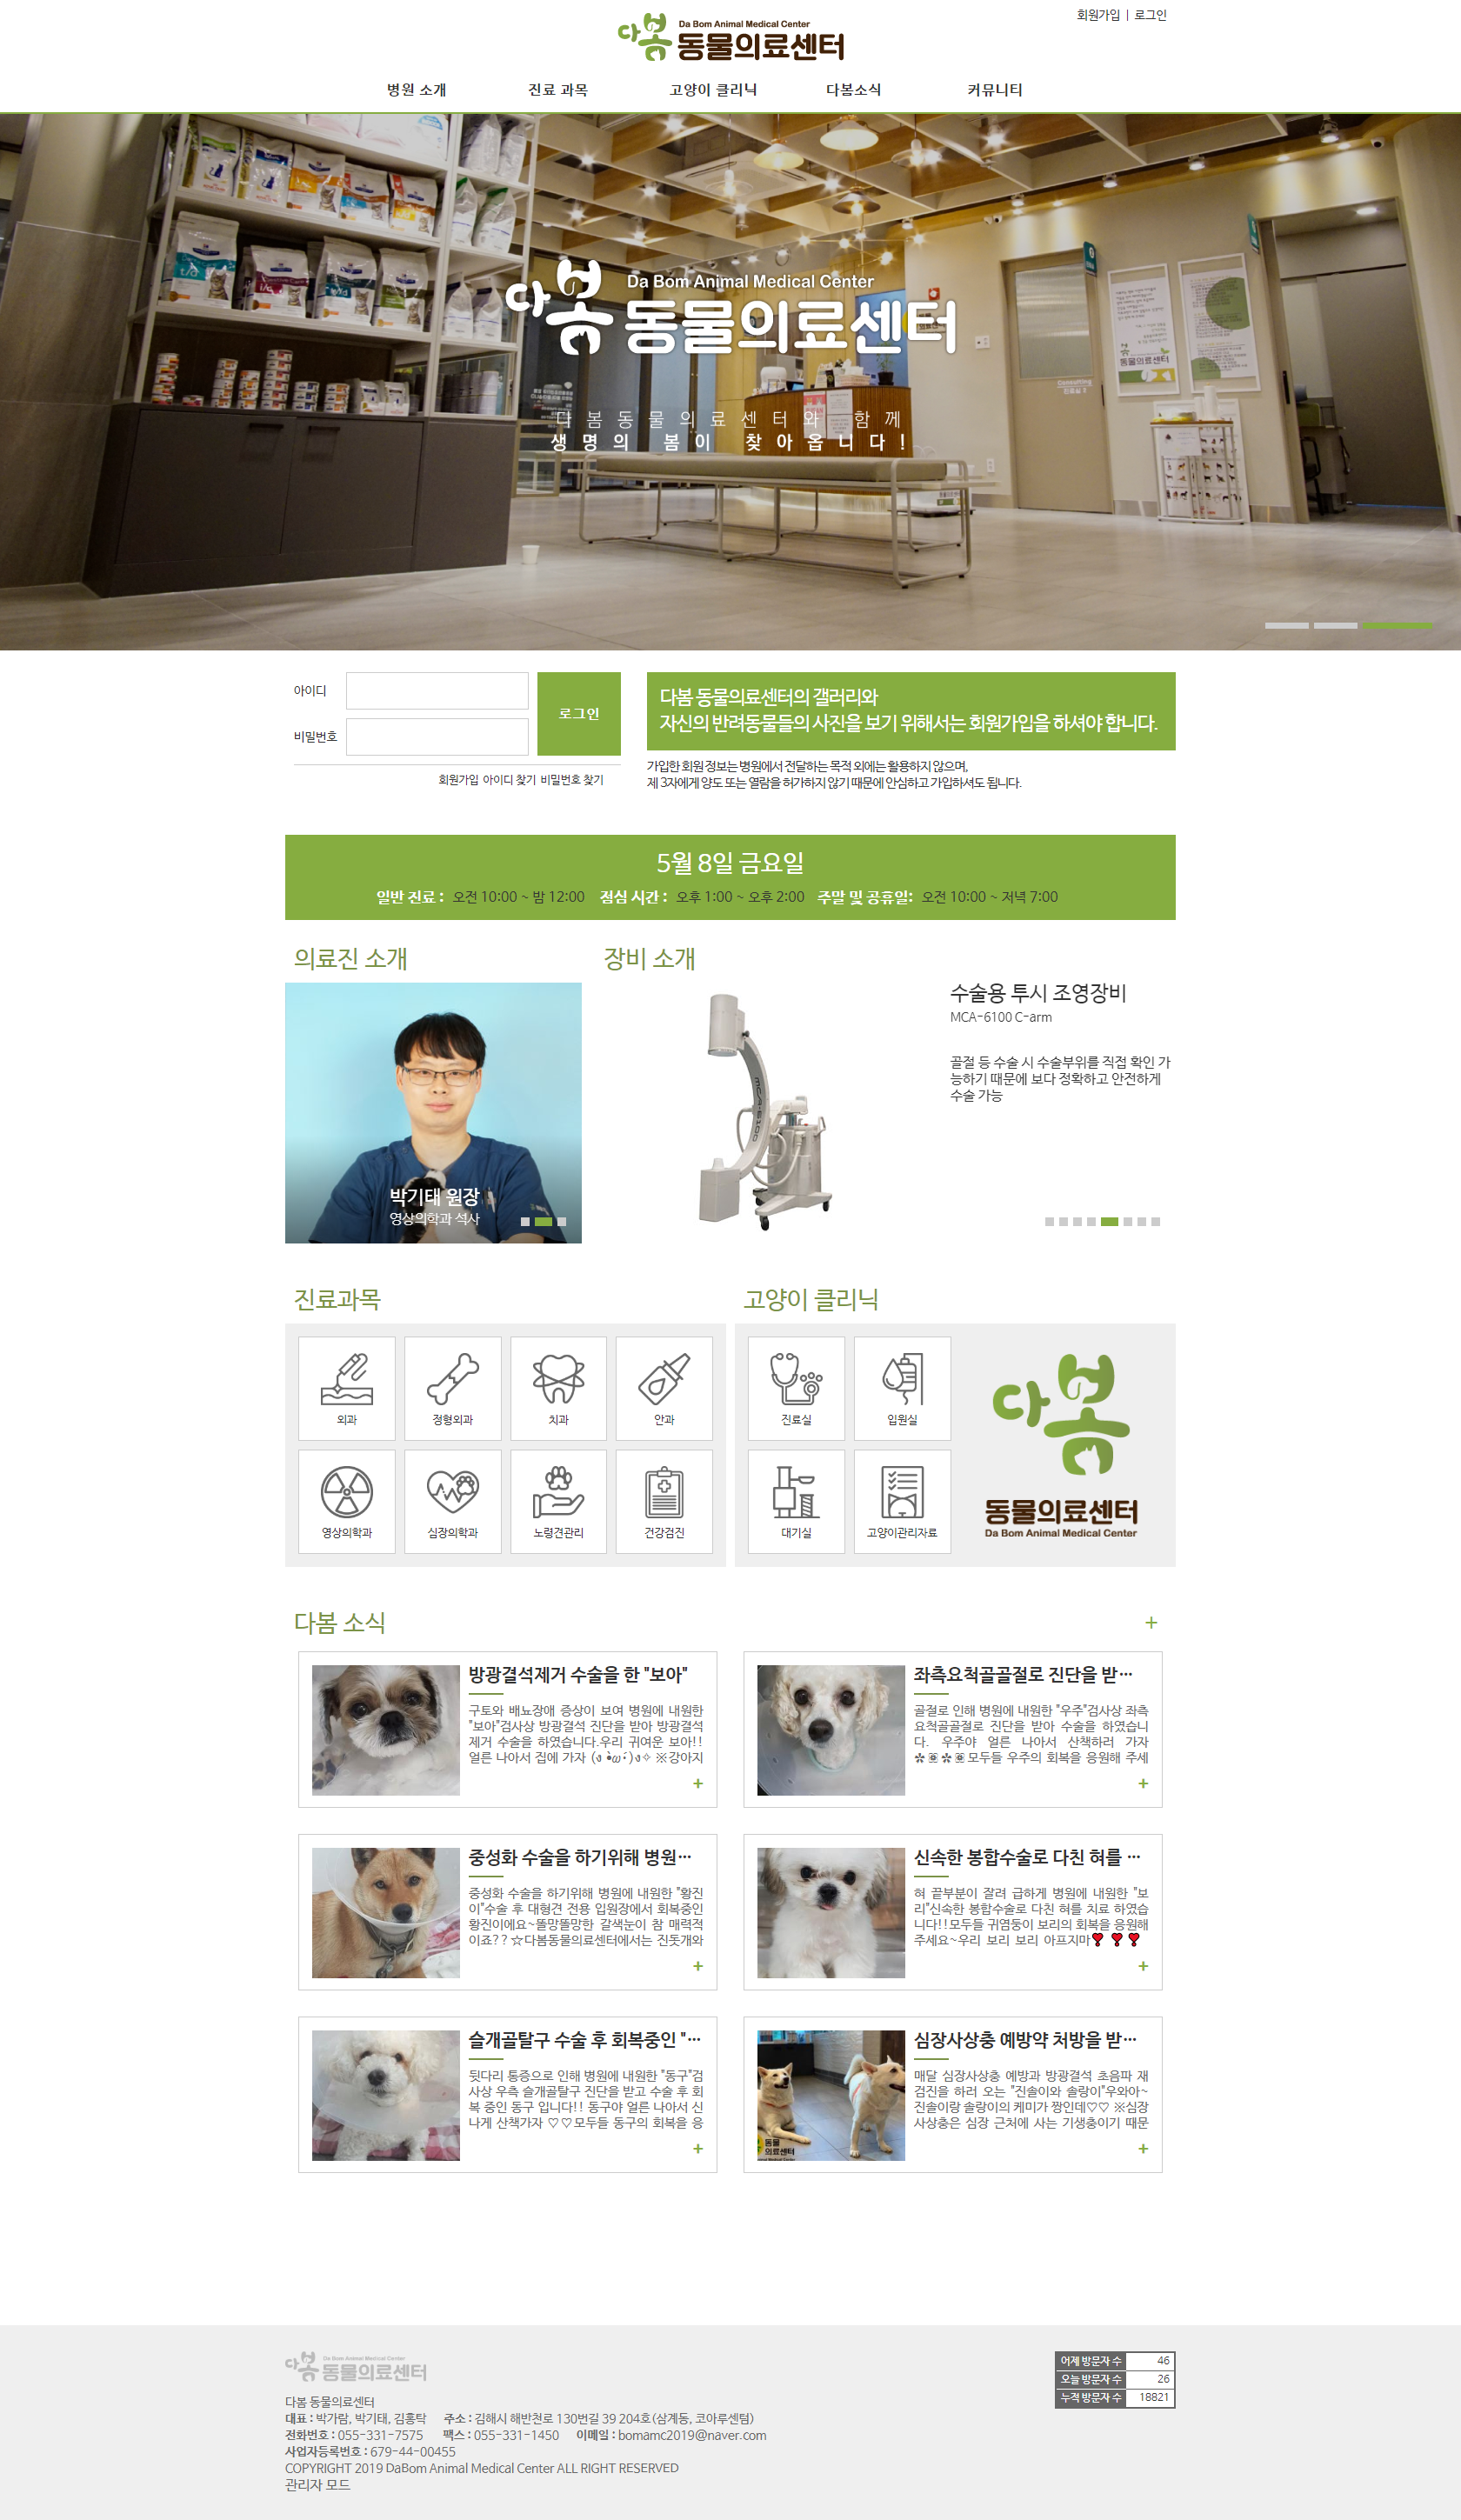 회원가입 | 로그인
다봄 Da Bom Animal Medical Center
동물의료센터
병원 소개 진료 과목 고양이 클리닉 다봄소식 커뮤니티
다봄 Da Bom Animal Medical Center
동물의료센터
다봄동물의료센터와 함께
생명의 봄이 찾아옵니다!
아이디
로그인
비밀번호
회원가입 아이디 찾기 비밀번호 찾기
다봄 동물의료센터의 갤러리와
자신의 반려동물들의 사진을 보기 위해서는 회원가입을 하셔야 합니다.
가입한 회원 정보는 병원에서 전달하는 목적 외에는 활용하지 않으며,
제 3자에게 양도 또는 열람을 허가하지 않기 때문에 안심하고 가입하셔도 됩니다.
5월 8일 금요일
일반 진료 : 오전 10:00 ~ 밤 12:00 점심 시간 : 오후 1:00 ~ 오후 2:00 주말 및 공휴일: 오전 10:00 ~ 저녁 7:00
의료진 소개
박기태 원장
영상의학과 석사
장비 소개
MCA-6100
수술용 투시 조영장비
MCA-6100 C-arm
골절 등 수술 시 수술부위를 직접 확인 가
능하기 때문에 보다 정확하고 안전하게
수술 가능
진료과목
외과 정형외과 치과 안과
영상의학과 심장의학과 노령견관리 건강검진
고양이 클리닉
진료실 입원실
대기실 고양이관리자료
다봄
동물의료센터
Da Bom Animal Medical Center
다봄 소식 +
방광결석제거 수술을 한 "보아"
구토와 배뇨장애 증상이 보여 병원에 내원한
"보아"검사상 방광결석 진단을 받아 방광결석
제거 수술을 하였습니다.우리 귀여운 보아!!
얼른 나아서 집에 가자 (ง •̀ω•́)ง✧ ※강아지
+
좌측요척골골절로 진단을 받…
골절로 인해 병원에 내원한 "우주"검사상 좌측
요척골골절로 진단을 받아 수술을 하였습니
다. 우주야 얼른 나아서 산책하러 가자
모두들 우주의 회복을 응원해 주세
+
중성화 수술을 하기위해 병원…
중성화 수술을 하기위해 병원에 내원한 "황진
이"수술 후 대형견 전용 입원장에서 회복중인
황진이에요~똘망똘망한 갈색눈이 참 매력적
이죠?? ☆다봄동물의료센터에서는 진돗개와
+
신속한 봉합수술로 다친 혀를 …
혀 끝부분이 잘려 급하게 병원에 내원한 "보
리"신속한 봉합수술로 다친 혀를 치료 하였습
니다!!모두들 귀염둥이 보리의 회복을 응원해
주세요~우리 보리 보리 아프지마❣ ❣❣
+
슬개골탈구 수술 후 회복중인 "…
뒷다리 통증으로 인해 병원에 내원한 "동구"검
사상 우측 슬개골탈구 진단을 받고 수술 후 회
복 중인 동구 입니다!! 동구야 얼른 나아서 신
나게 산책가자 ♡♡모두들 동구의 회복을 응
+
심장사상충 예방약 처방을 받…
매달 심장사상충 예방과 방광결석 초음파 재
검진을 하러 오는 "진솔이와 솔랑이"우와아~
진솔이랑 솔랑이의 케미가 짱인데♡♡ ※심장
사상충은 심장 근처에 사는 기생충이기 때문
+
다봄 Da Bom Animal Medical Center
동물의료센터
어제 방문자 수 46
오늘 방문자 수 26
누적 방문자 수 18821
다봄 동물의료센터
대표 : 박가람, 박기태, 김홍탁 주소 : 김해시 해반천로 130번길 39 204호(삼계동, 코아루센텀)
전화번호 : 055-331-7575 팩스 : 055-331-1450 이메일 : bomamc2019@naver.com
사업자등록번호 : 679-44-00455
COPYRIGHT 2019 DaBom Animal Medical Center ALL RIGHT RESERVED
관리자 모드